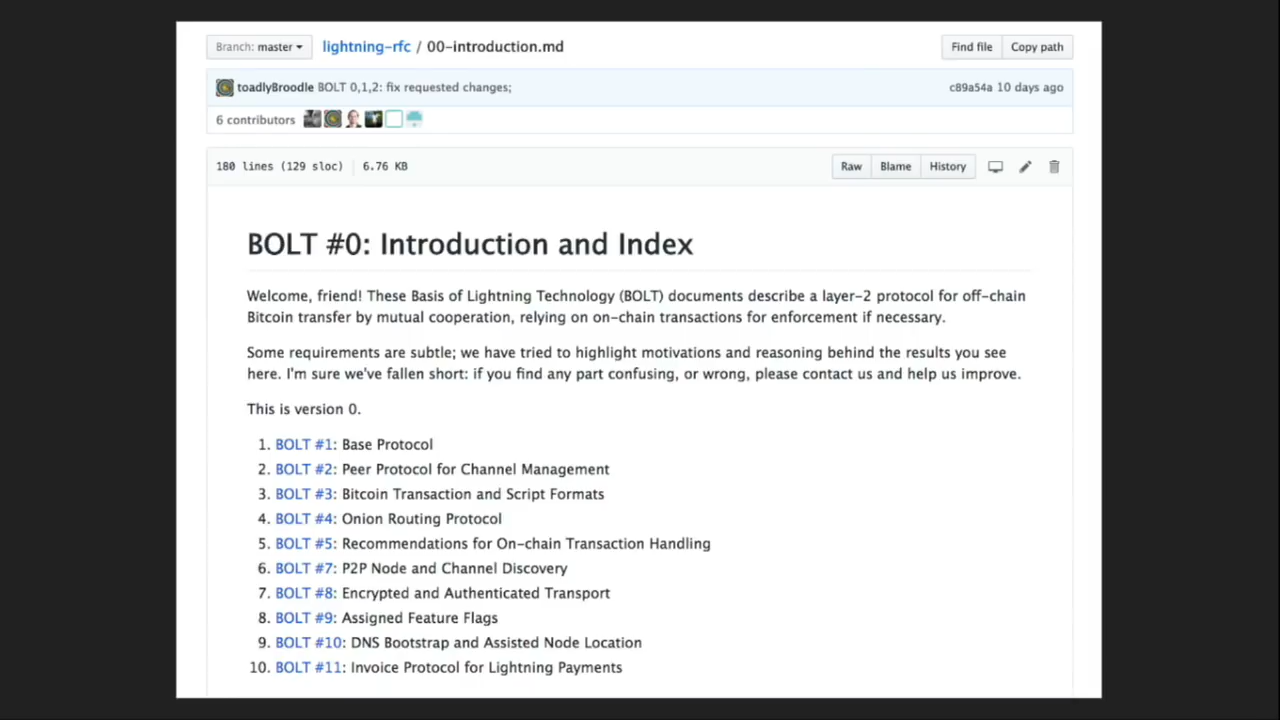 Branch: master
lightning-rfc / 00-introduction.md
Find file
Copy path
toadlyBroodle BOLT 0,1,2: fix requested changes;
c89a54a 10 days ago
6 contributors
180 lines (129 sloc)
6.76 KB
Raw
Blame
History
BOLT #0: Introduction and Index
Welcome, friend! These Basis of Lightning Technology (BOLT) documents describe a layer-2 protocol for off-chain
Bitcoin transfer by mutual cooperation, relying on on-chain transactions for enforcement if necessary.
Some requirements are subtle; we have tried to highlight motivations and reasoning behind the results you see
here. I'm sure we've fallen short: if you find any part confusing, or wrong, please contact us and help us improve.
This is version 0.
1. BOLT #1: Base Protocol
2. BOLT #2: Peer Protocol for Channel Management
3. BOLT #3: Bitcoin Transaction and Script Formats
4. BOLT #4: Onion Routing Protocol
5. BOLT #5: Recommendations for On-chain Transaction Handling
6. BOLT #7: P2P Node and Channel Discovery
7. BOLT #8: Encrypted and Authenticated Transport
8. BOLT #9: Assigned Feature Flags
9. BOLT #10: DNS Bootstrap and Assisted Node Location
10. BOLT #11: Invoice Protocol for Lightning Payments